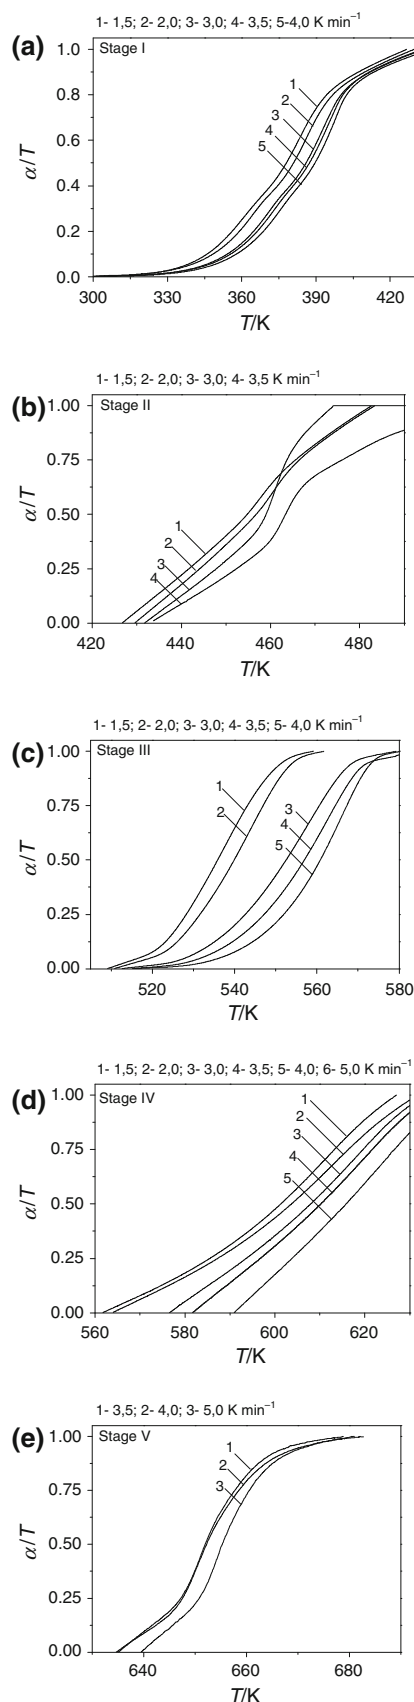 1- 1,5; 2- 2,0; 3- 3,0; 4- 3,5; 5-4,0 K min⁻¹
(a)
Stage I
1.0
0.8
0.6
0.4
0.2
0.0
α/T
1
2
3
4
5
300 330 360 390 420
T/K
1- 1,5; 2- 2,0; 3- 3,0; 4- 3,5 K min⁻¹
(b)
Stage II
1.00
0.75
0.50
0.25
0.00
α/T
1
2
3
4
420 440 460 480
T/K
1- 1,5; 2- 2,0; 3- 3,0; 4- 3,5; 5- 4,0 K min⁻¹
(c)
Stage III
1.00
0.75
0.50
0.25
0.00
α/T
1
2
3
4
5
520 540 560 580
T/K
1- 1,5; 2- 2,0; 3- 3,0; 4- 3,5; 5- 4,0; 6- 5,0 K min⁻¹
(d)
Stage IV
1.00
0.75
0.50
0.25
0.00
α/T
1
2
3
4
5
560 580 600 620
T/K
1- 3,5; 2- 4,0; 3- 5,0 K min⁻¹
(e)
Stage V
1.00
0.75
0.50
0.25
0.00
α/T
1
2
3
640 660 680
T/K